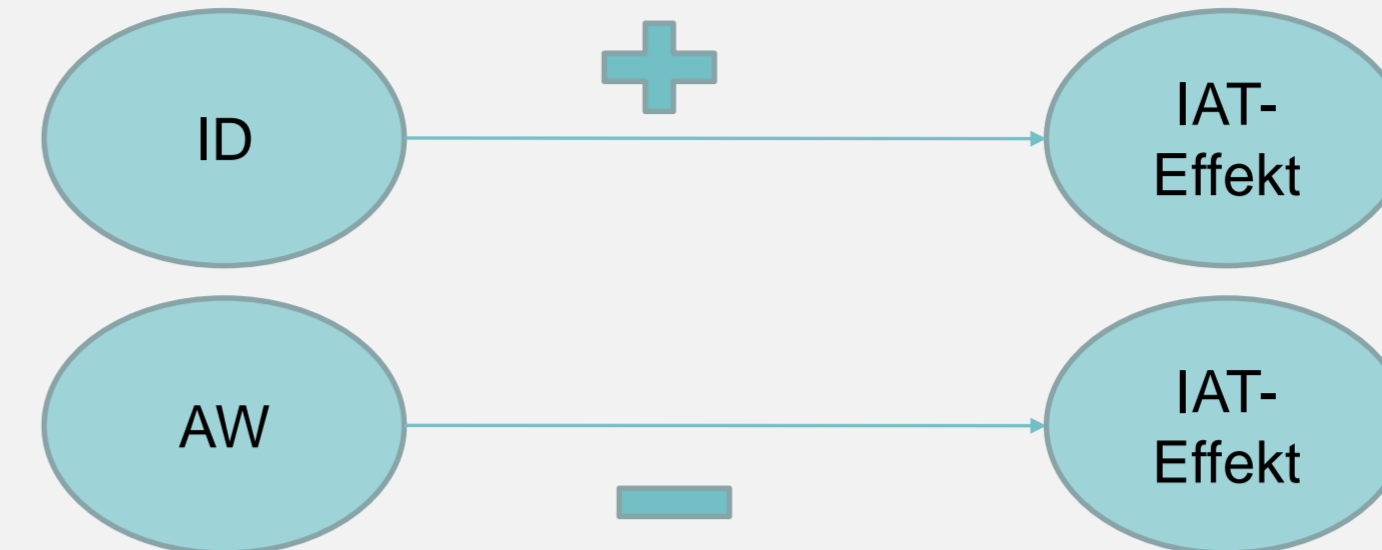 ID
IAT-
Effekt
AW
IAT-
Effekt